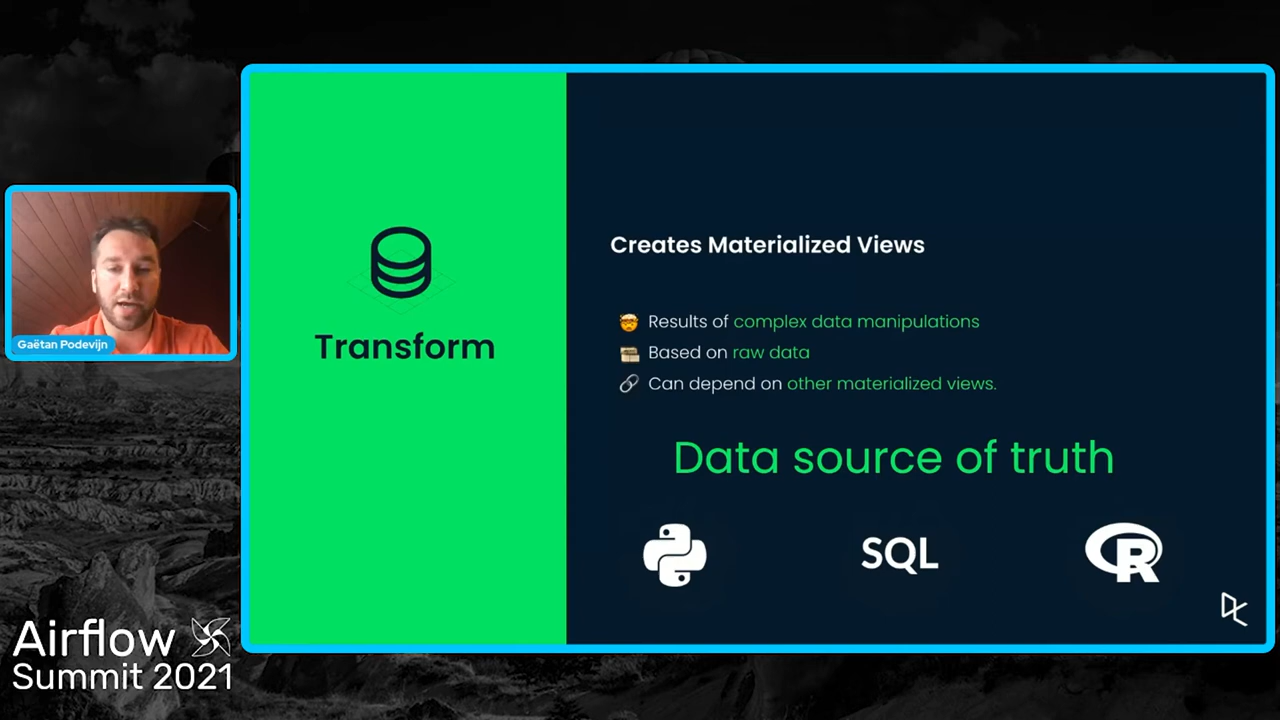 Gaëtan Podevijn
Airflow
Summit 2021
Transform
Creates Materialized Views
Results of complex data manipulations
Based on raw data
Can depend on other materialized views.
Data source of truth
SQL
R
DC